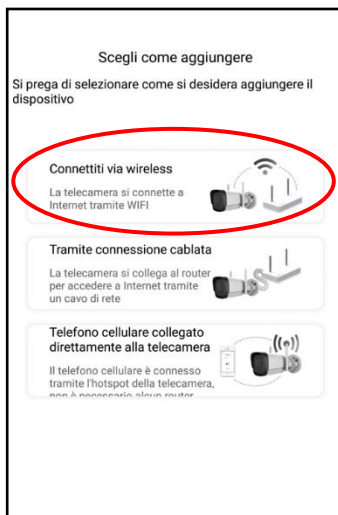 Scegli come aggiungere
Si prega di selezionare come si desidera aggiungere il
dispositivo
Connettiti via wireless
La telecamera si connette a
Internet tramite WIFI
Tramite connessione cablata
La telecamera si collega al router
per accedere a Internet tramite
un cavo di rete
Telefono cellulare collegato
direttamente alla telecamera
Il telefono cellulare è connesso
tramite l'hotspot della telecamera,
non è necessario alcun router